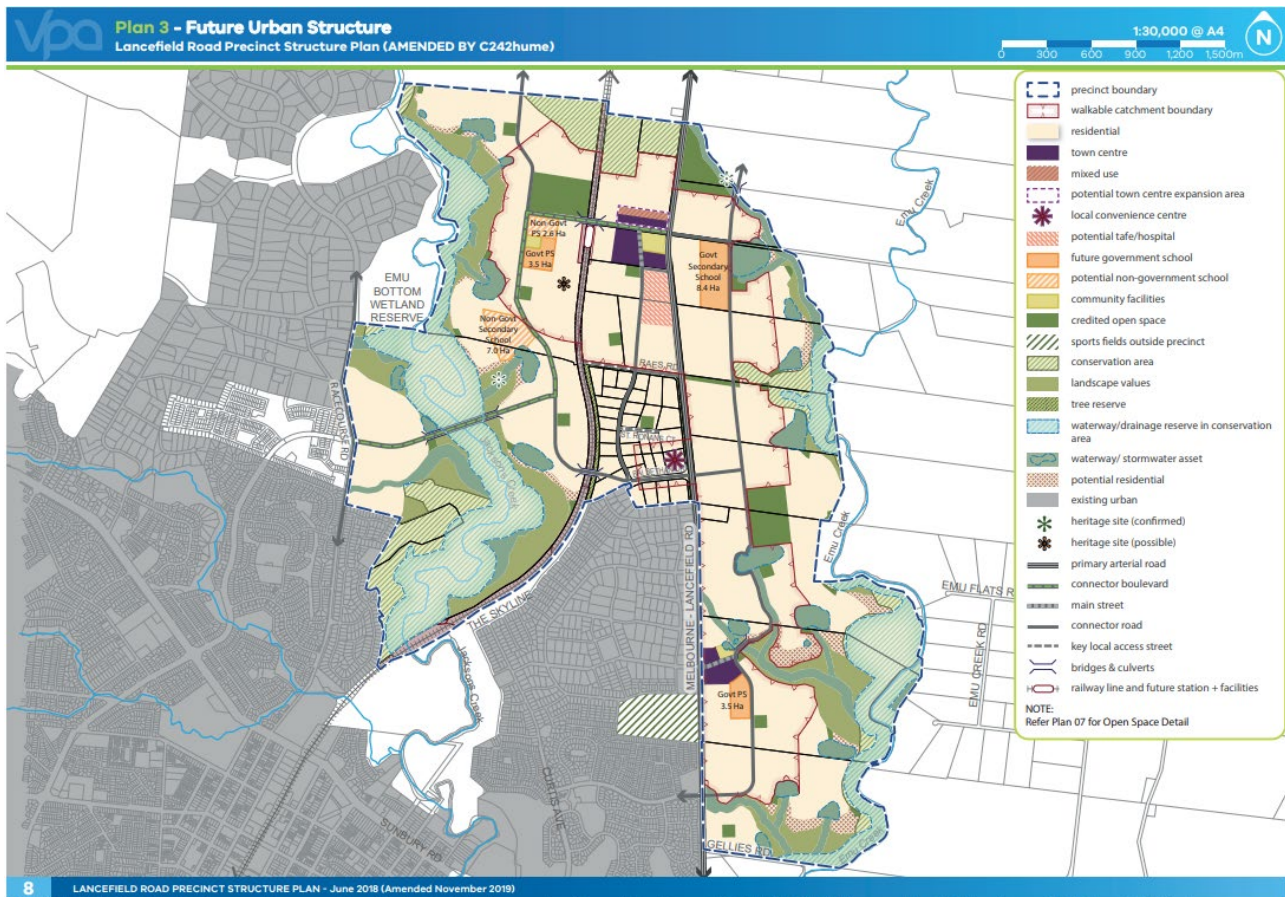 vpa
Plan 3 - Future Urban Structure
Lancefield Road Precinct Structure Plan (AMENDED BY C242hume)
1:30,000 @ A4
0 300 600 900 1,200 1,500m
N
precinct boundary
walkable catchment boundary
residential
town centre
mixed use
potential town centre expansion area
local convenience centre
potential tafe/hospital
future government school
potential non-government school
community facilities
credited open space
sports fields outside precinct
conservation area
landscape values
tree reserve
waterway/drainage reserve in conservation
area
waterway/ stormwater asset
potential residential
existing urban
heritage site (confirmed)
heritage site (possible)
primary arterial road
connector boulevard
main street
connector road
key local access street
bridges & culverts
railway line and future station + facilities
NOTE:
Refer Plan 07 for Open Space Detail
Emu Creek
Non-Govt
PS 2.6 Ha
Govt PS
3.5 Ha
Govt
Secondary
School
8.4 Ha
EMU
BOTTOM
WETLAND
RESERVE
Non-Govt
Secondary
School
7.0 Ha
RAES RD
RACECOURSE RD
ST. RONANS CT
Emu Creek
EMU FLATS R
EMU CREEK RD
THE SKYLINE
MELBOURNE - LANCEFIELD RD
Jacksons Creek
Govt PS
3.5 Ha
CURTIS AVE
SUNBURY RD
GELLIES RD
8
LANCEFIELD ROAD PRECINCT STRUCTURE PLAN - June 2018 (Amended November 2019)